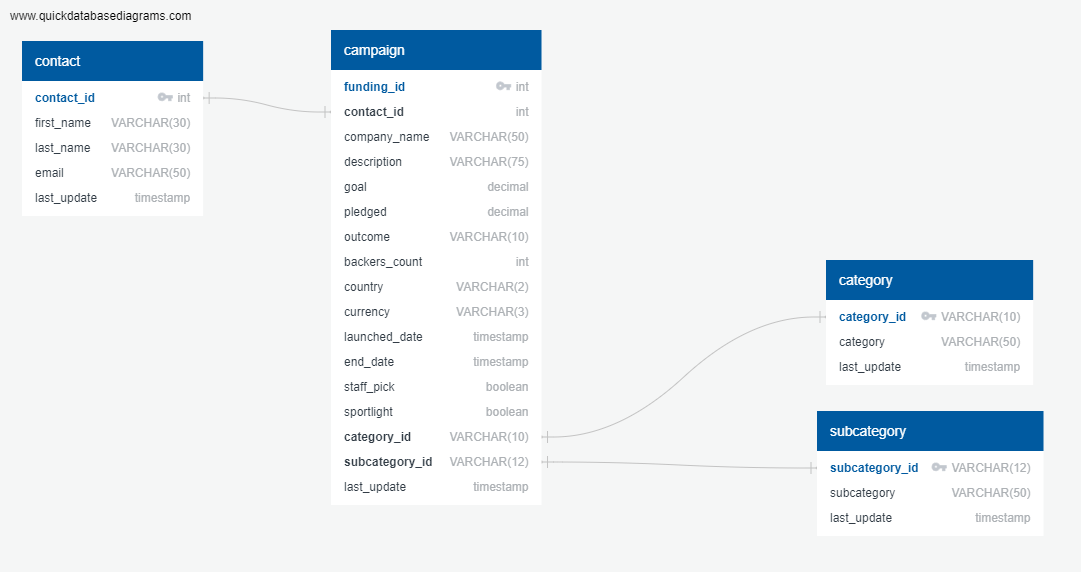 www.quickdatabasediagrams.com
contact
contact_id int
first_name VARCHAR(30)
last_name VARCHAR(30)
email VARCHAR(50)
last_update timestamp
campaign
funding_id int
contact_id int
company_name VARCHAR(50)
description VARCHAR(75)
goal decimal
pledged decimal
outcome VARCHAR(10)
backers_count int
country VARCHAR(2)
currency VARCHAR(3)
launched_date timestamp
end_date timestamp
staff_pick boolean
sportlight boolean
category_id VARCHAR(10)
subcategory_id VARCHAR(12)
last_update timestamp
category
category_id VARCHAR(10)
category VARCHAR(50)
last_update timestamp
subcategory
subcategory_id VARCHAR(12)
subcategory VARCHAR(50)
last_update timestamp